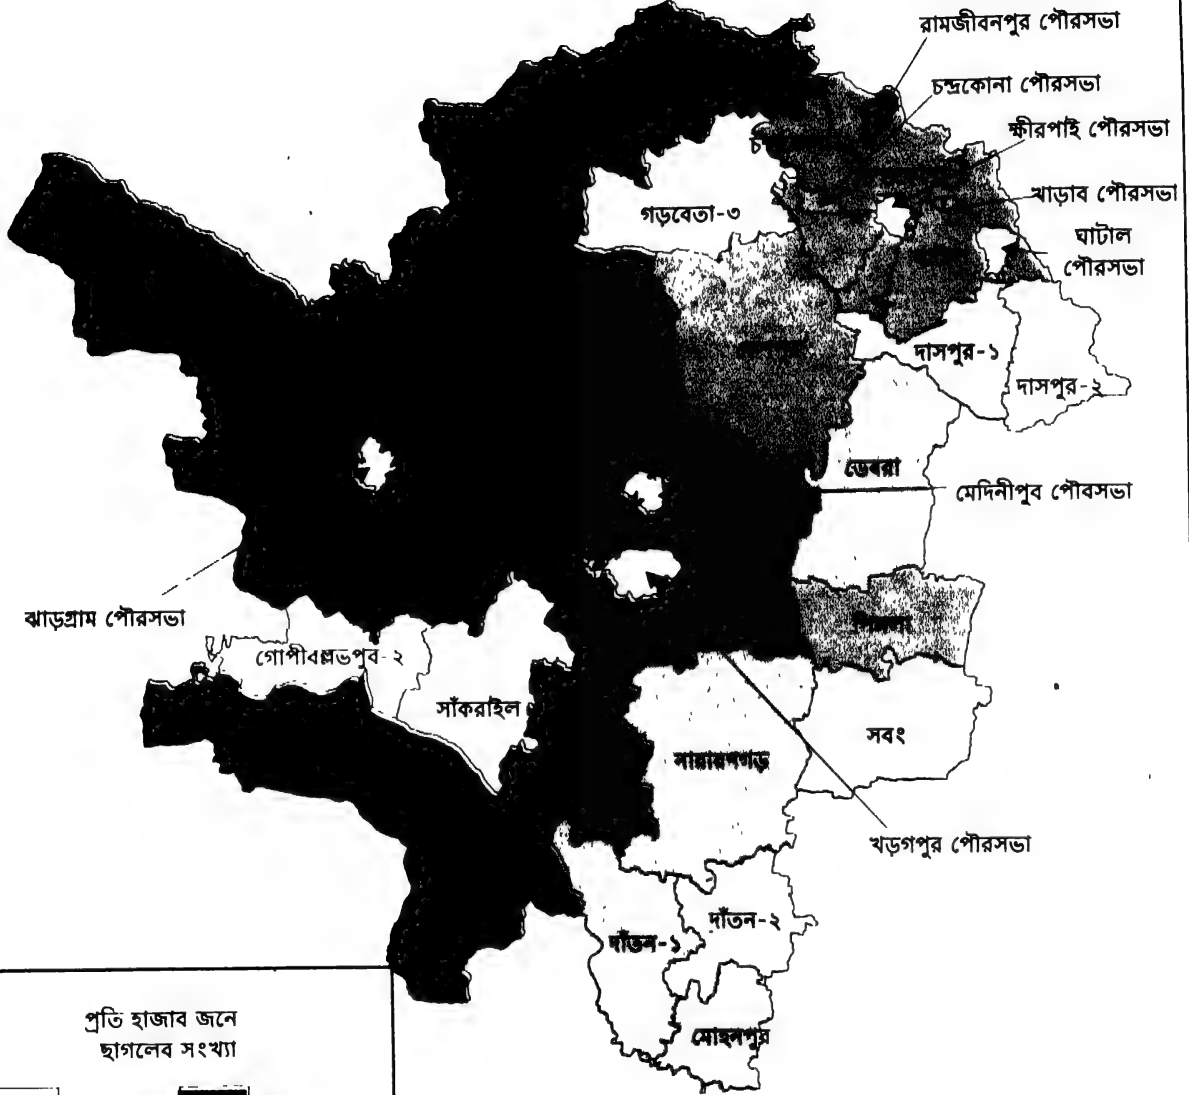 রামজীবনপুর পৌরসভা
চন্দ্রকোনা পৌরসভা
ক্ষীরপাই পৌরসভা
খাড়াব পৌরসভা
ঘাটাল
পৌরসভা
গড়বেতা-৩
দাসপুর-১
দাসপুর-২
ডেবরা
মেদিনীপুব পৌবসভা
ঝাড়গ্রাম পৌরসভা
গোপীবল্লভপুব-২
সাঁকরাইল
সবং
নারায়ণগড়
খড়গপুর পৌরসভা
দাঁতন-২
দাঁতন-১
মোহনপুর
প্রতি হাজাব জনে
ছাগলেব সংখ্যা